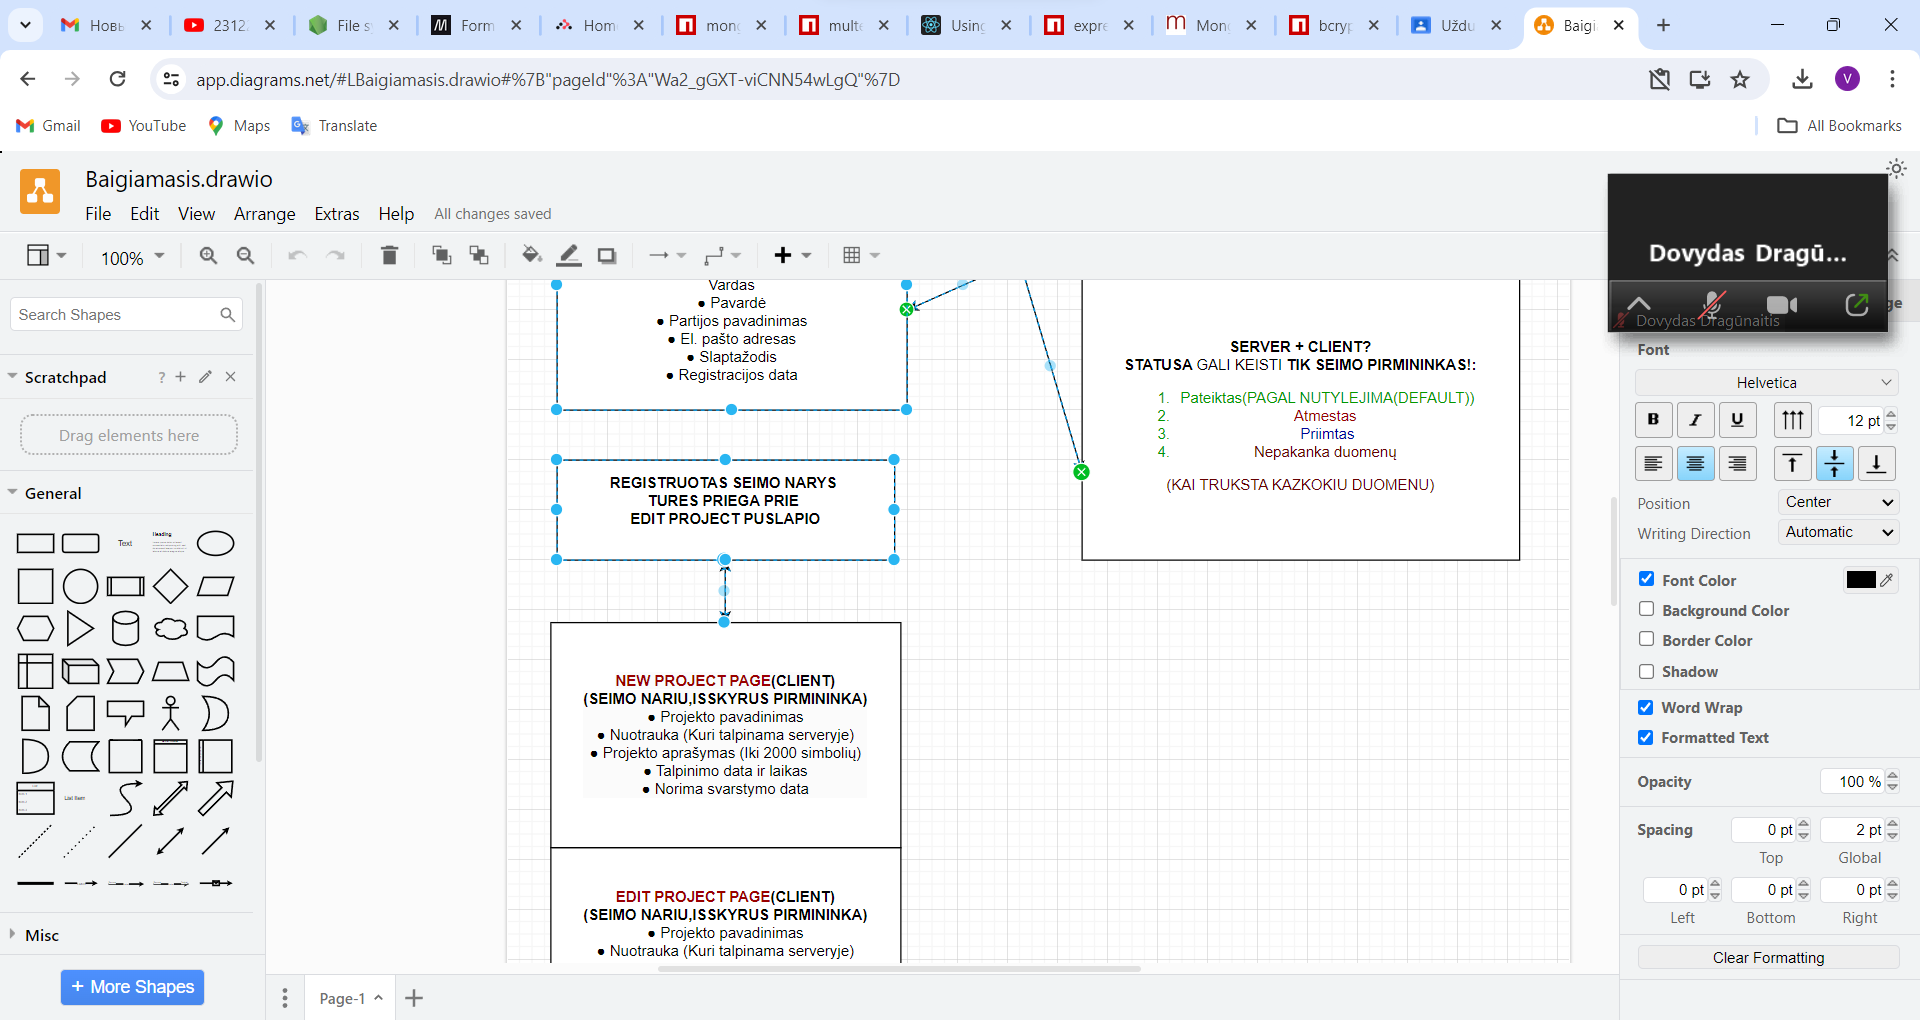 Новь
2312
File s
Form
Hom
mon
multe
Using
expre
Mon
bcryp
Uždu
Baigi
app.diagrams.net/#LBaigiamasis.drawio#%7B"pageId"%3A"Wa2_gGXT-viCNN54wLgQ"%7D
V
Gmail
YouTube
Maps
Translate
All Bookmarks
Baigiamasis.drawio
File Edit View Arrange Extras Help All changes saved
100%
Dovydas Dragū...
Dovydas Dragūnaitis
ge
Search Shapes
Scratchpad
?
Drag elements here
General
Text
Heading
List Item
Misc
+ More Shapes
Vardas
● Pavardė
● Partijos pavadinimas
● El. pašto adresas
● Slaptažodis
● Registracijos data
REGISTRUOTAS SEIMO NARYS
TURES PRIEGA PRIE
EDIT PROJECT PUSLAPIO
NEW PROJECT PAGE(CLIENT)
(SEIMO NARIU,ISSKYRUS PIRMININKA)
● Projekto pavadinimas
● Nuotrauka (Kuri talpinama serveryje)
● Projekto aprašymas (Iki 2000 simbolių)
● Talpinimo data ir laikas
● Norima svarstymo data
EDIT PROJECT PAGE(CLIENT)
(SEIMO NARIU,ISSKYRUS PIRMININKA)
● Projekto pavadinimas
● Nuotrauka (Kuri talpinama serveryje)
SERVER + CLIENT?
STATUSA GALI KEISTI TIK SEIMO PIRMININKAS!:
1. Pateiktas(PAGAL NUTYLEJIMA(DEFAULT))
2. Atmestas
3. Priimtas
4. Nepakanka duomenų
(KAI TRUKSTA KAZKOKIU DUOMENU)
Page-1
Font
Helvetica
B I U 12 pt
Position Center
Writing Direction Automatic
Font Color
Background Color
Border Color
Shadow
Word Wrap
Formatted Text
Opacity 100 %
Spacing 0 pt 2 pt
Top Global
0 pt 0 pt 0 pt
Left Bottom Right
Clear Formatting